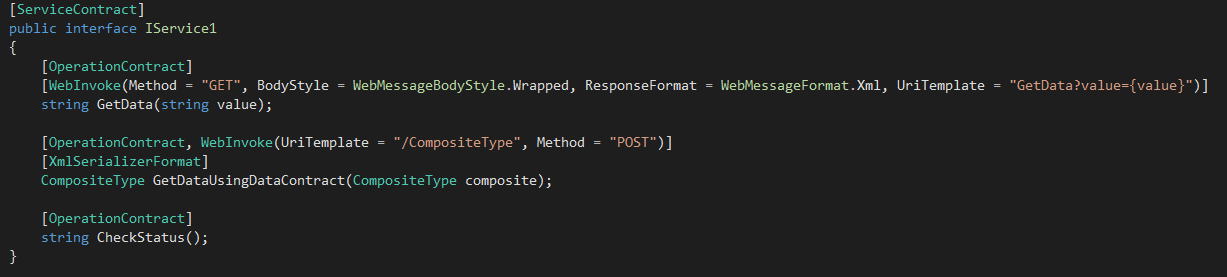 [ServiceContract]
public interface IService1
{
[OperationContract]
[WebInvoke(Method = "GET", BodyStyle = WebMessageBodyStyle.Wrapped, ResponseFormat = WebMessageFormat.Xml, UriTemplate = "GetData?value={value}")]
string GetData(string value);
[OperationContract, WebInvoke(UriTemplate = "/CompositeType", Method = "POST")]
[XmlSerializerFormat]
CompositeType GetDataUsingDataContract(CompositeType composite);
[OperationContract]
string CheckStatus();
}